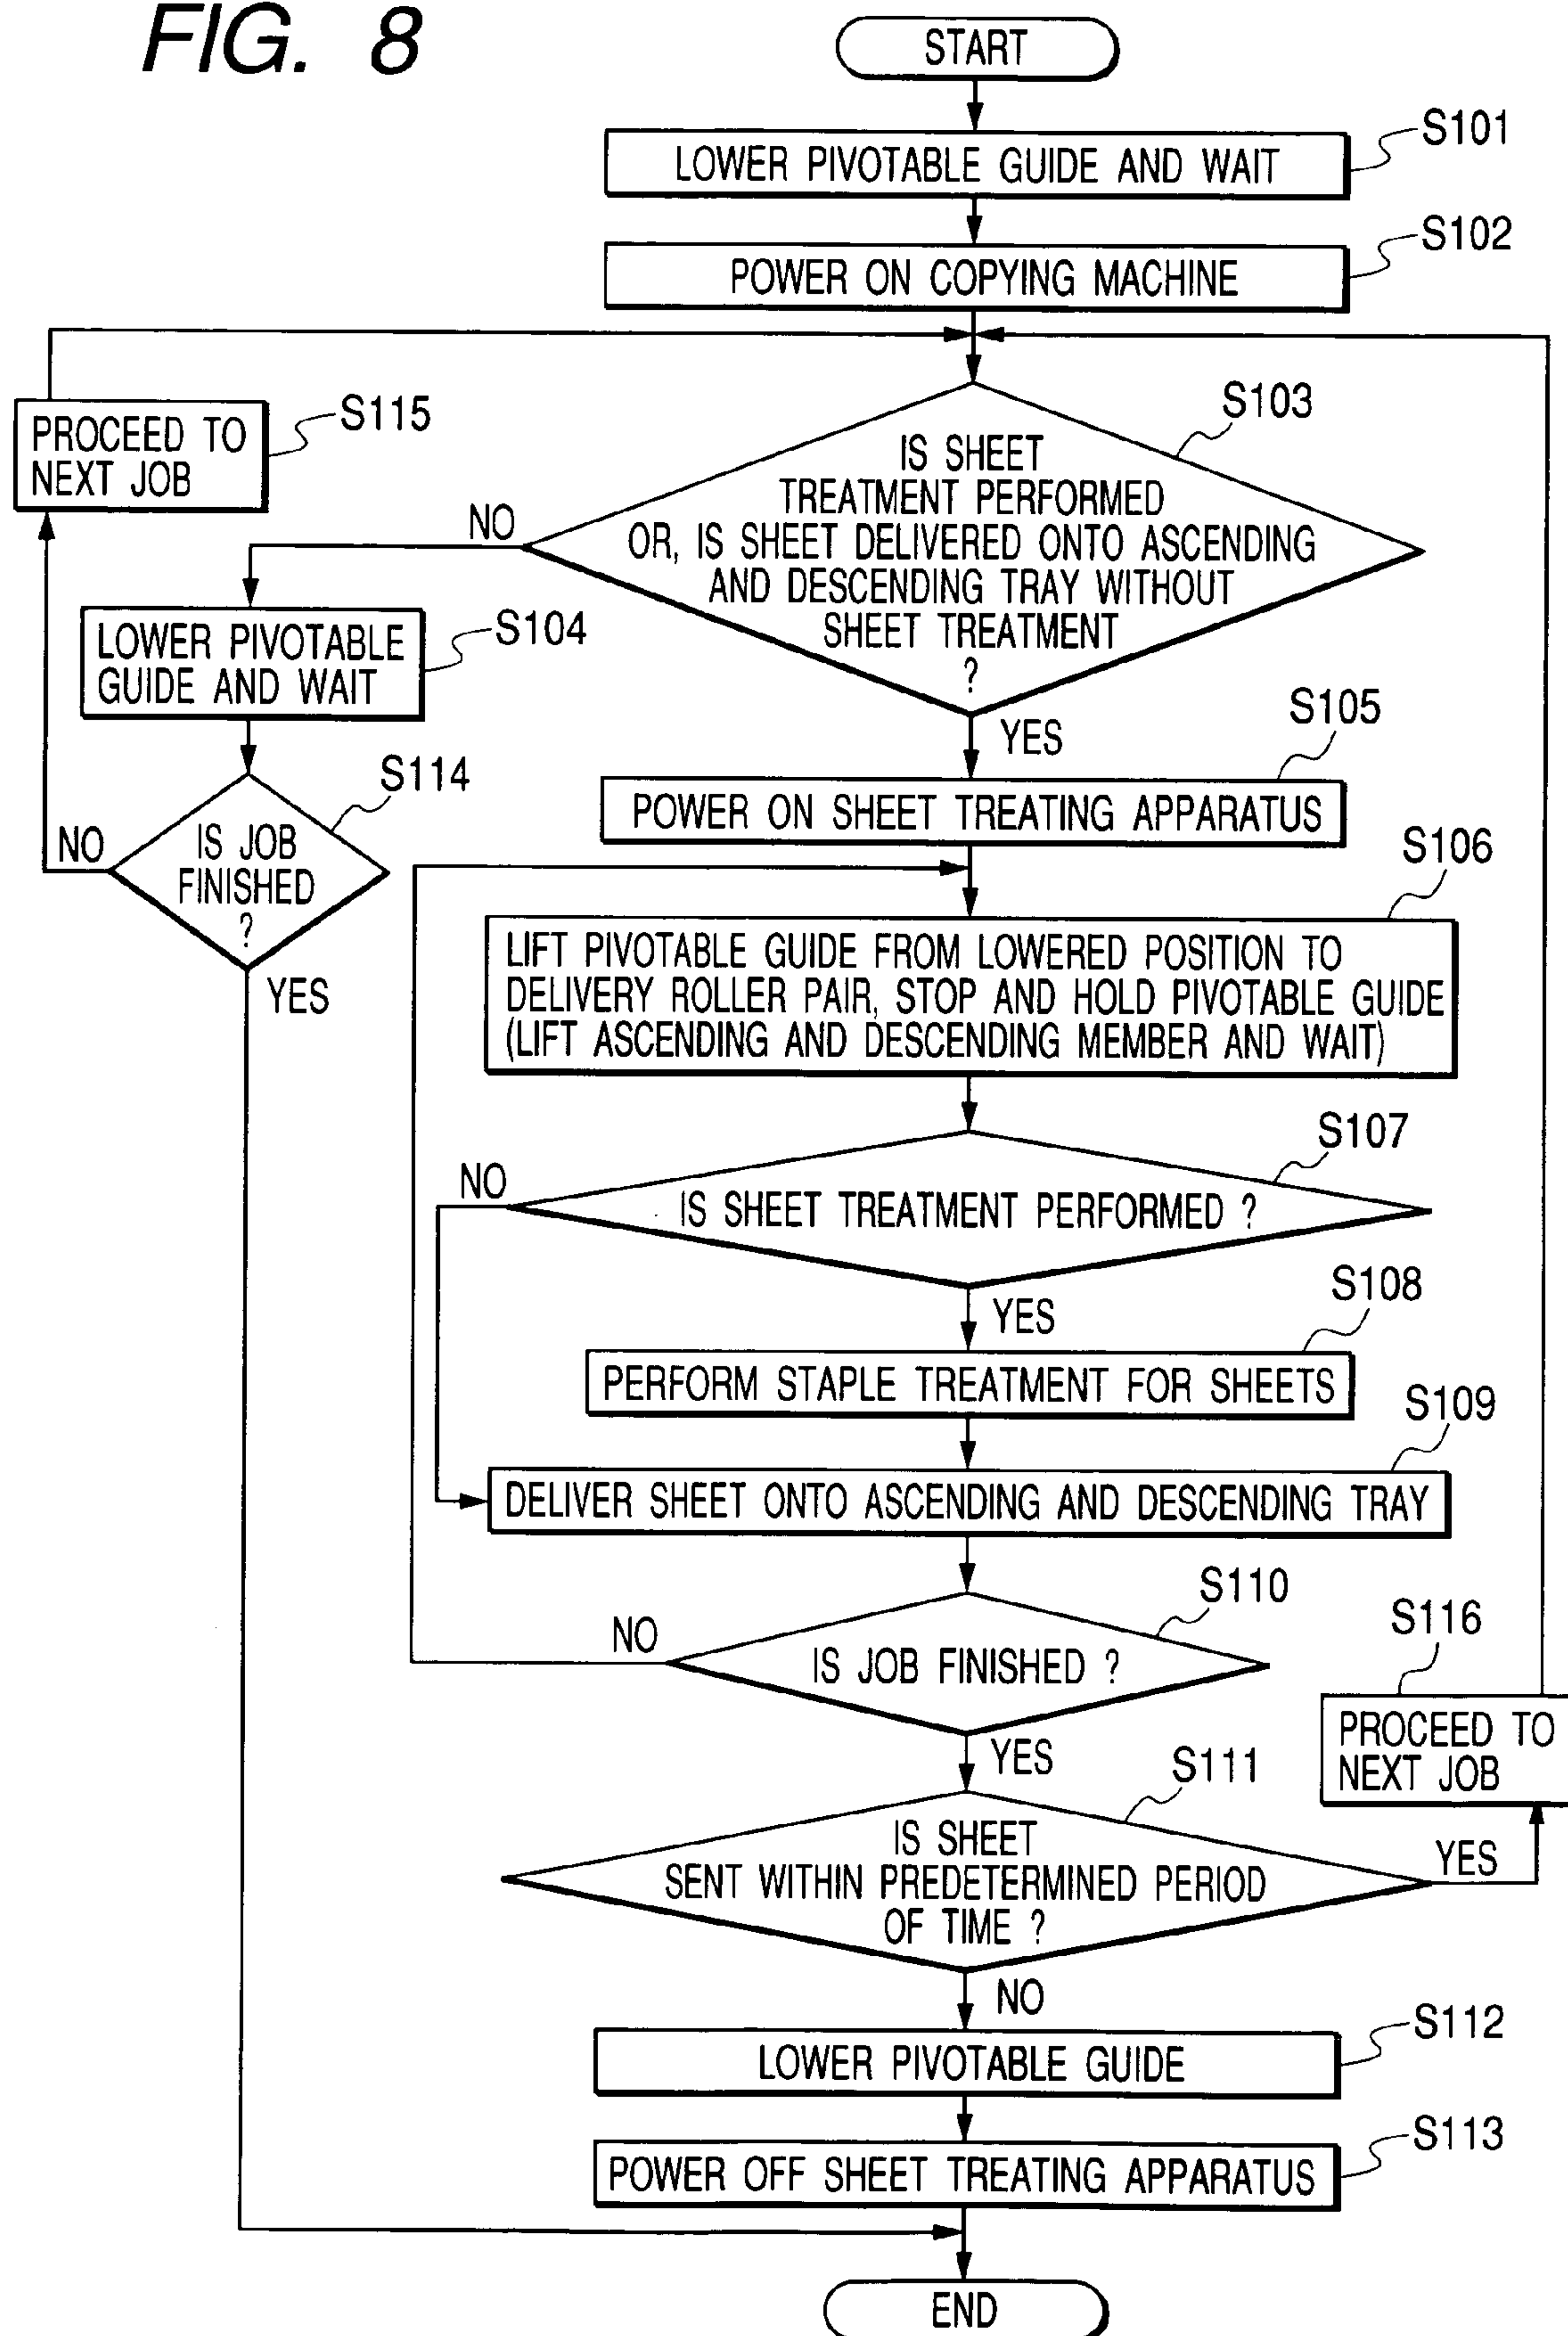 FIG. 8
START
S101
LOWER PIVOTABLE GUIDE AND WAIT
S102
POWER ON COPYING MACHINE
S115
PROCEED TO
NEXT JOB
S103
IS SHEET
TREATMENT PERFORMED
OR, IS SHEET DELIVERED ONTO ASCENDING
AND DESCENDING TRAY WITHOUT
SHEET TREATMENT
?
NO
S104
LOWER PIVOTABLE
GUIDE AND WAIT
YES
S105
POWER ON SHEET TREATING APPARATUS
S114
IS JOB
FINISHED
?
NO
YES
S106
LIFT PIVOTABLE GUIDE FROM LOWERED POSITION TO
DELIVERY ROLLER PAIR, STOP AND HOLD PIVOTABLE GUIDE
(LIFT ASCENDING AND DESCENDING MEMBER AND WAIT)
S107
NO
IS SHEET TREATMENT PERFORMED ?
YES
S108
PERFORM STAPLE TREATMENT FOR SHEETS
S109
DELIVER SHEET ONTO ASCENDING AND DESCENDING TRAY
S110
NO
IS JOB FINISHED ?
YES
S116
PROCEED TO
NEXT JOB
S111
IS SHEET
SENT WITHIN PREDETERMINED PERIOD
OF TIME ?
YES
NO
S112
LOWER PIVOTABLE GUIDE
S113
POWER OFF SHEET TREATING APPARATUS
END